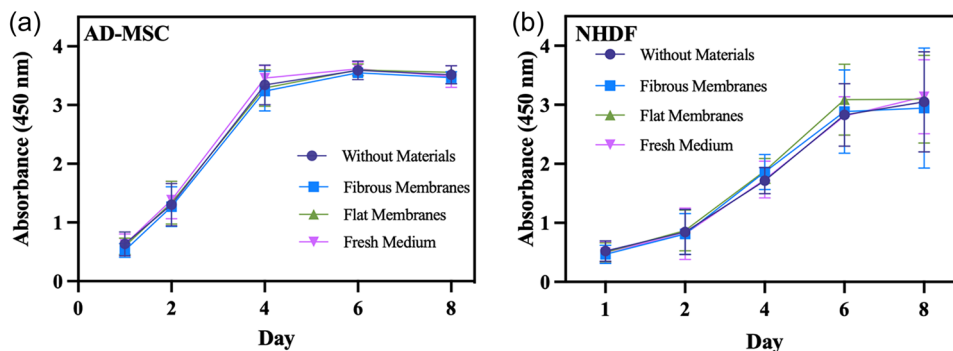 (a)
AD-MSC
Absorbance (450 nm)
4
3
2
1
0
Without Materials
Fibrous Membranes
Flat Membranes
Fresh Medium
0 2 4 6 8
Day
(b)
NHDF
Absorbance (450 nm)
4
3
2
1
0
Without Materials
Fibrous Membranes
Flat Membranes
Fresh Medium
1 2 4 6 8
Day